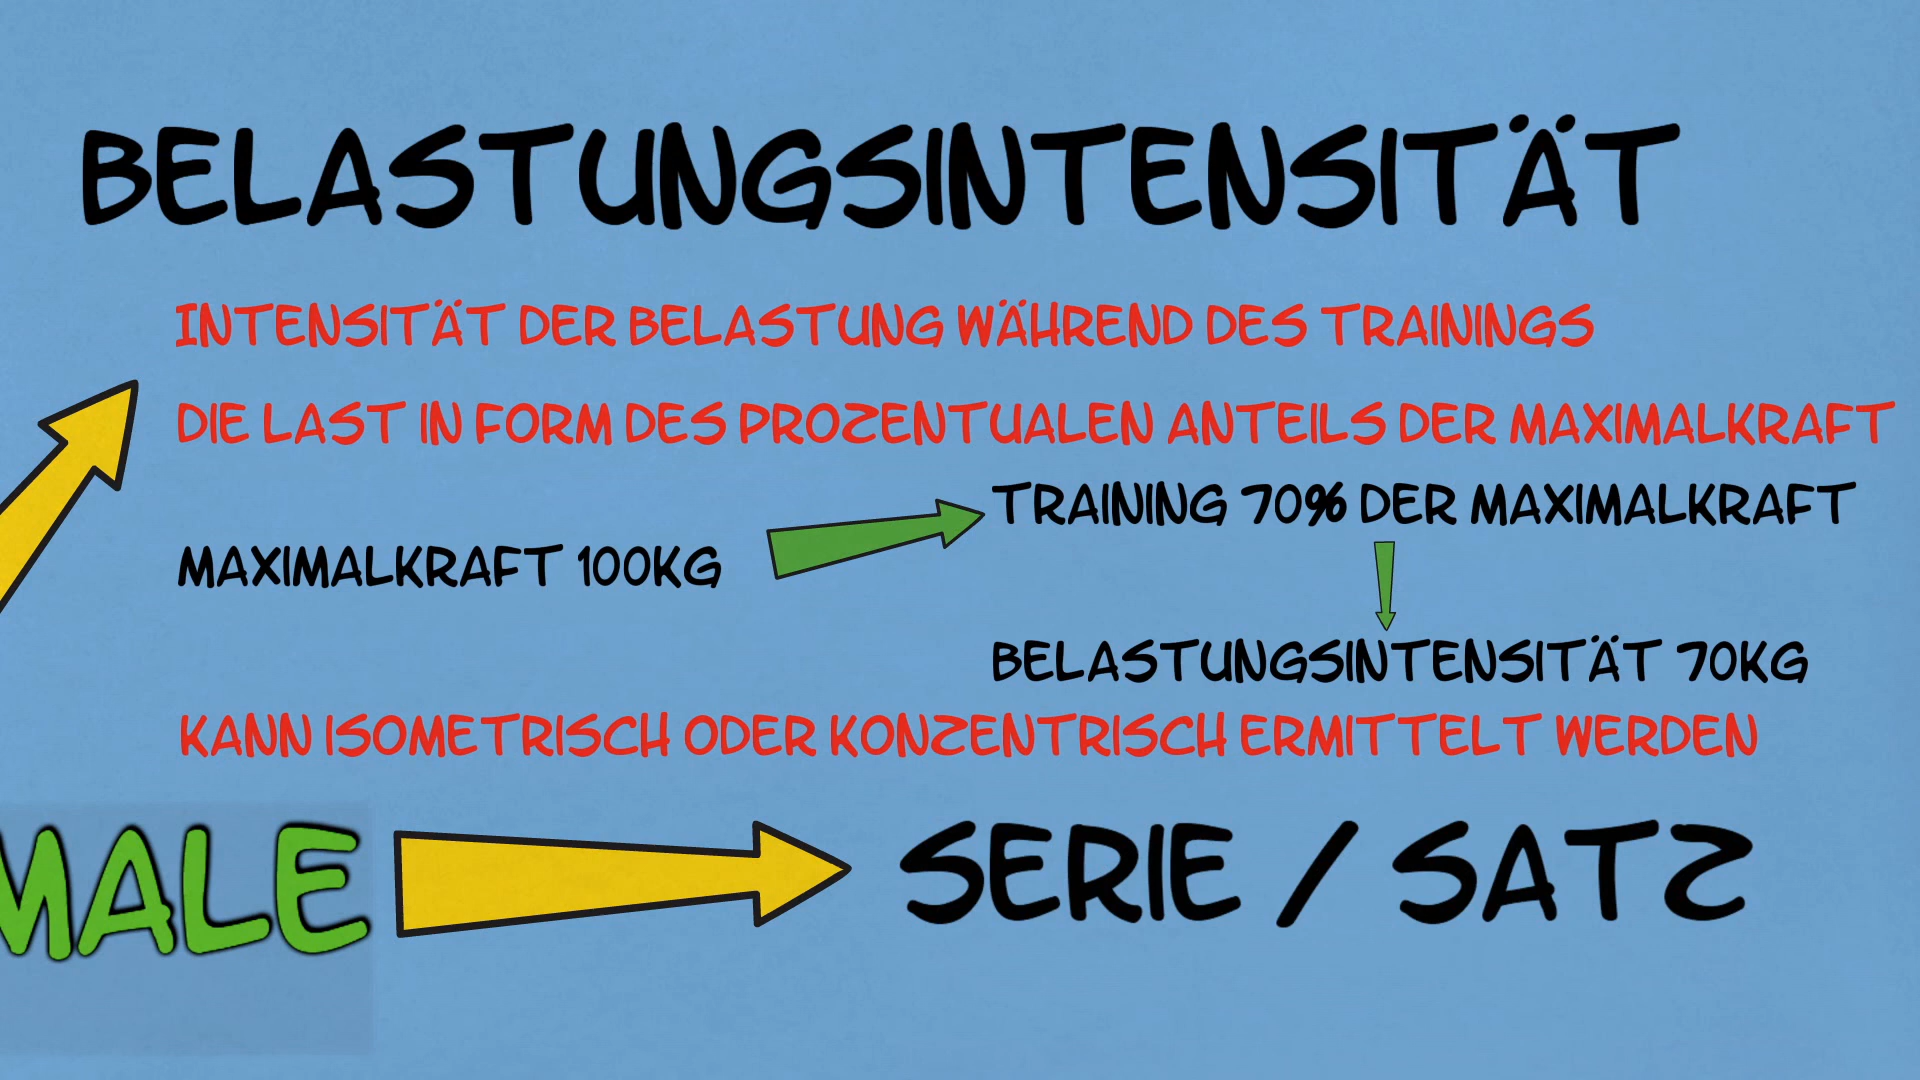 BELASTUNGSINTENSITÄT
INTENSITÄT DER BELASTUNG WÄHREND DES TRAININGS
DIE LAST IN FORM DES PROZENTUALEN ANTEILS DER MAXIMALKRAFT
TRAINING 70% DER MAXIMALKRAFT
MAXIMALKRAFT 100KG
BELASTUNGSINTENSITÄT 70KG
KANN ISOMETRISCH ODER KONZENTRISCH ERMITTELT WERDEN
MALE
SERIE / SATZ